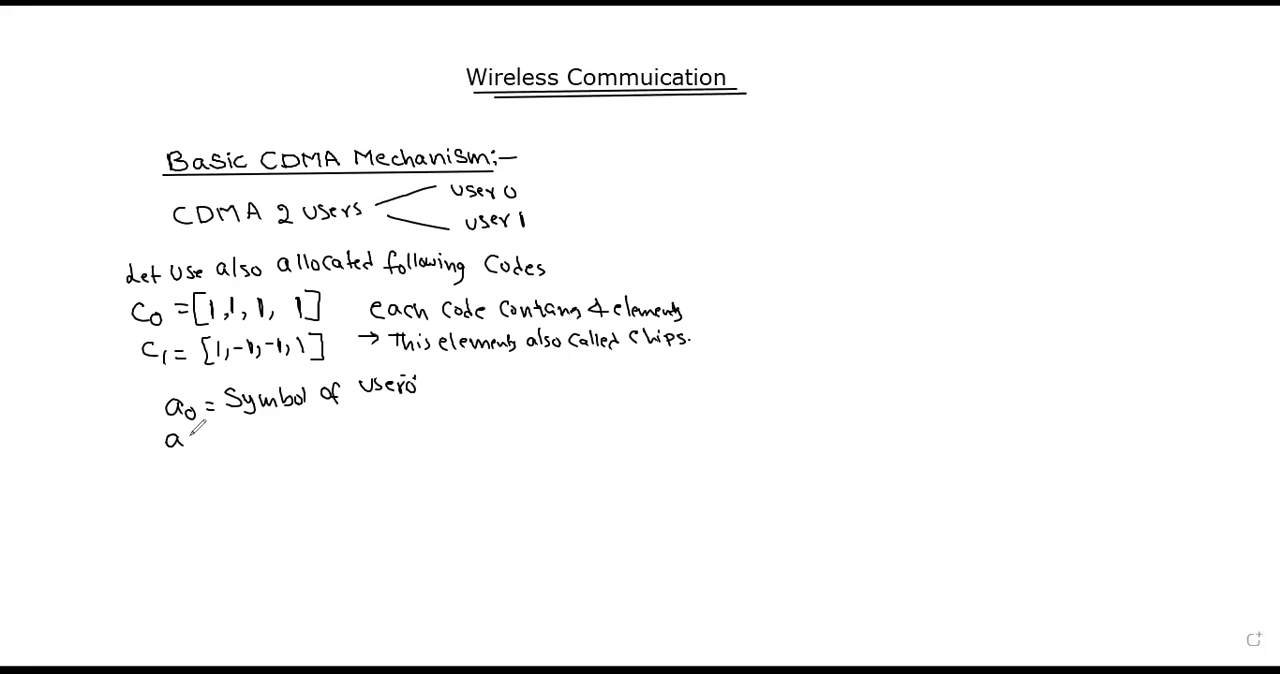 Wireless Commuication
Basic CDMA Mechanism:-
CDMA 2 users
user 0
user 1
Let use also allocated following Codes
C0 = [1, 1, 1, 1] each code contains 4 elements
C1 = [1, -1, -1, 1] → This elements also called chips.
a0 = Symbol of user0
a